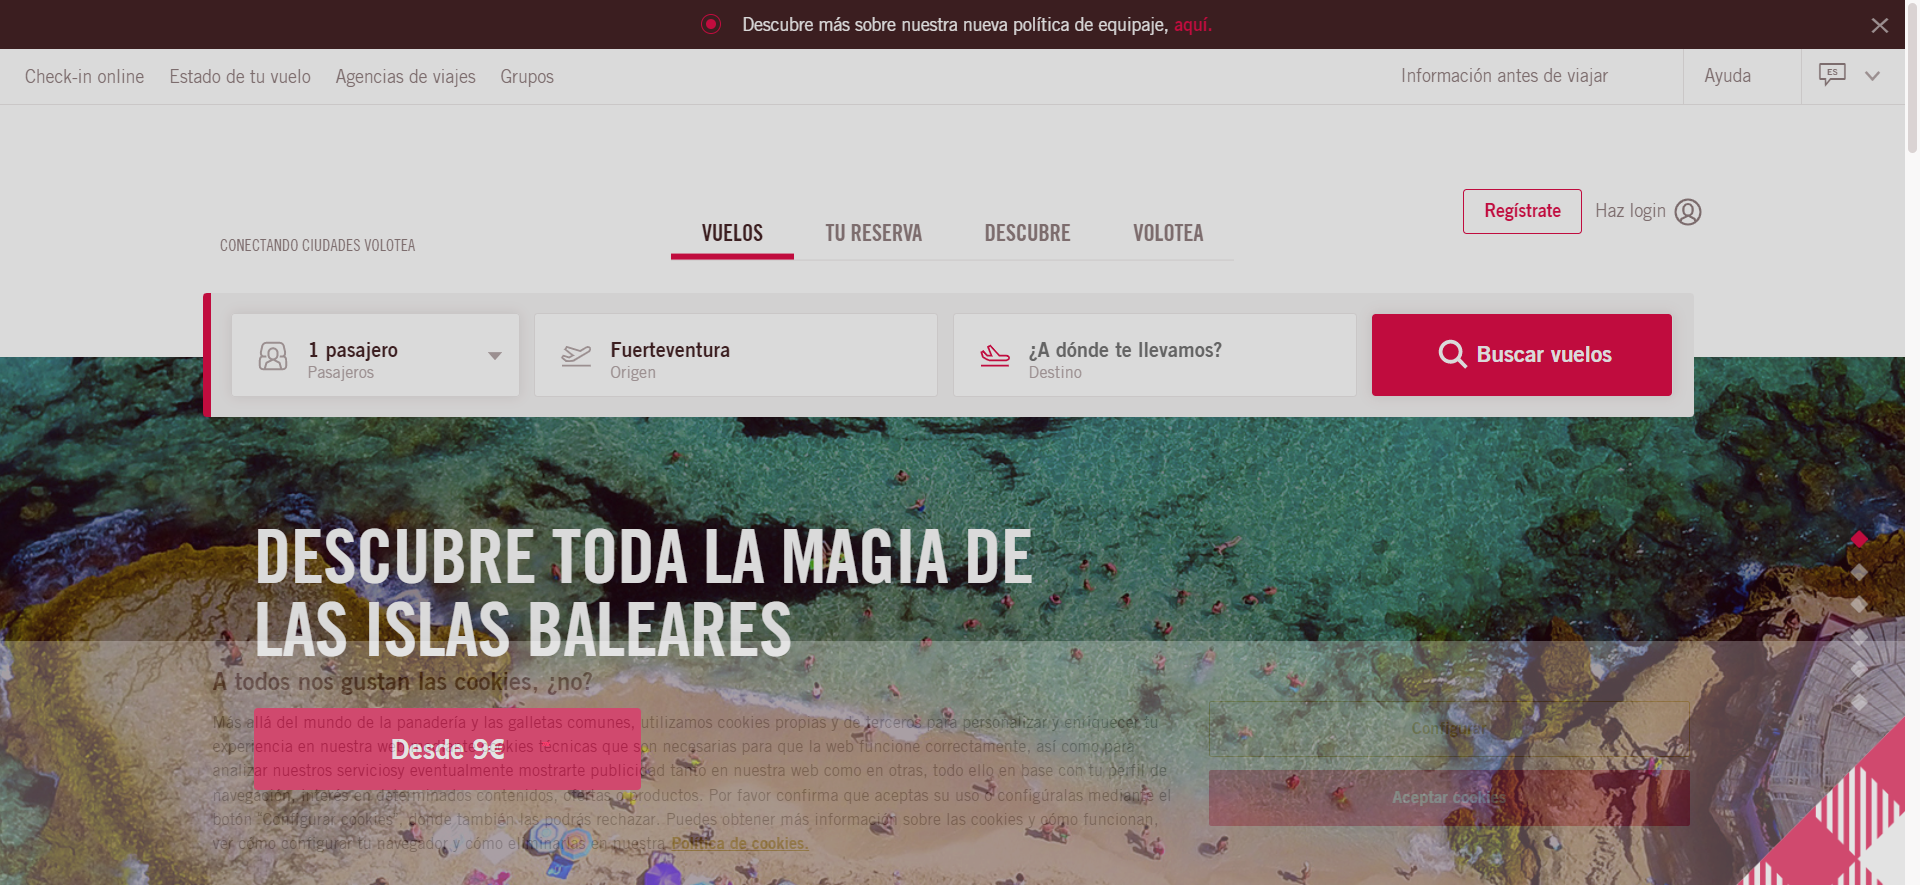 Descubre más sobre nuestra nueva política de equipaje, aquí.
Check-in online
Estado de tu vuelo
Agencias de viajes
Grupos
Información antes de viajar
Ayuda
ES
CONECTANDO CIUDADES VOLOTEA
VUELOS
TU RESERVA
DESCUBRE
VOLOTEA
Regístrate
Haz login
1 pasajero
Pasajeros
Fuerteventura
Origen
¿A dónde te llevamos?
Destino
Buscar vuelos
DESCUBRE TODA LA MAGIA DE
LAS ISLAS BALEARES
Desde 9€
A todos nos gustan las cookies, ¿no?
Más allá del mundo de la panadería y las galletas comunes, utilizamos cookies propias y de terceros para personalizar y enriquecer tu
experiencia en nuestra web cookies técnicas que son necesarias para que la web funcione correctamente, así como para
analizar nuestros serviciosy eventualmente mostrarte publicidad tanto en nuestra web como en otras, todo ello en base con tu perfil de
navegación, interés en determinados contenidos, ofertas o productos. Por favor confirma que aceptas su uso o configúralas mediante el
botón "Configurar cookies", donde también las podrás rechazar. Puedes obtener más información sobre las cookies y cómo funcionan,
ver cómo configurar tu navegador y cómo eliminarlas en nuestra Política de cookies.
Configurar
Aceptar cookies